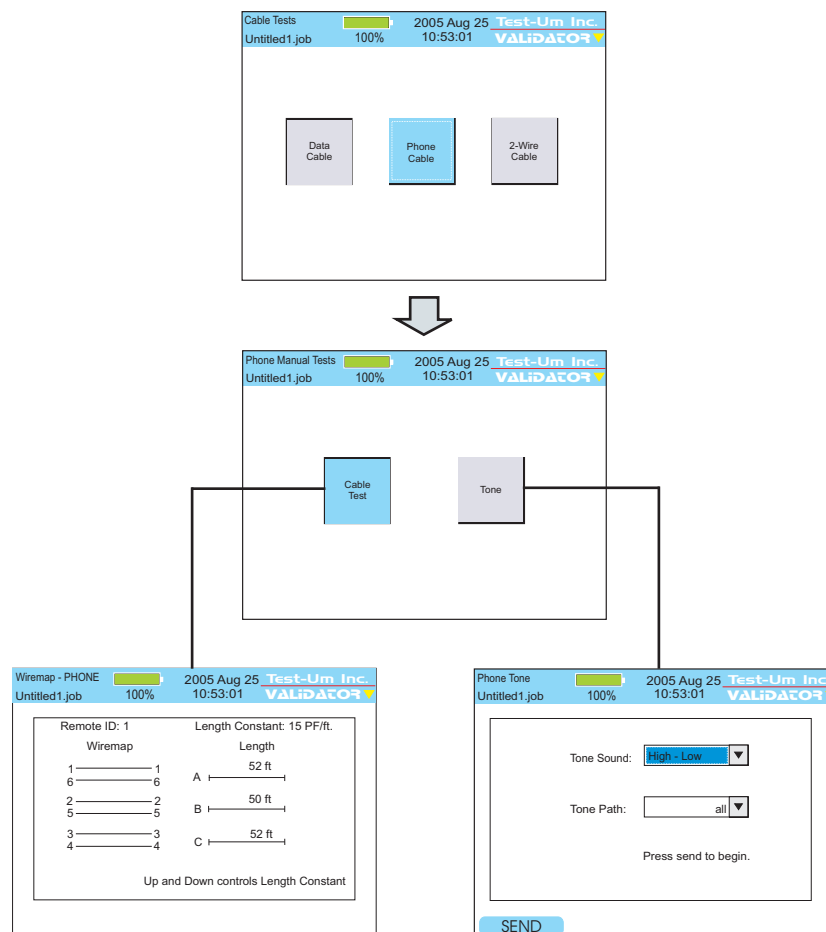 Cable Tests
Untitled1.job
100%
2005 Aug 25
10:53:01
Test-Um Inc.
VALIDATOR
Data
Cable
Phone
Cable
2-Wire
Cable
Phone Manual Tests
Untitled1.job
100%
2005 Aug 25
10:53:01
Test-Um Inc.
VALIDATOR
Cable
Test
Tone
Wiremap - PHONE
Untitled1.job
100%
2005 Aug 25
10:53:01
Test-Um Inc.
VALIDATOR
Remote ID: 1
Length Constant: 15 PF/ft.
Wiremap
Length
1 1
6 6
A 52 ft
2 2
5 5
B 50 ft
3 3
4 4
C 52 ft
Up and Down controls Length Constant
Phone Tone
Untitled1.job
100%
2005 Aug 25
10:53:01
Test-Um Inc
VALIDATOR
Tone Sound: High - Low
Tone Path: all
Press send to begin.
SEND